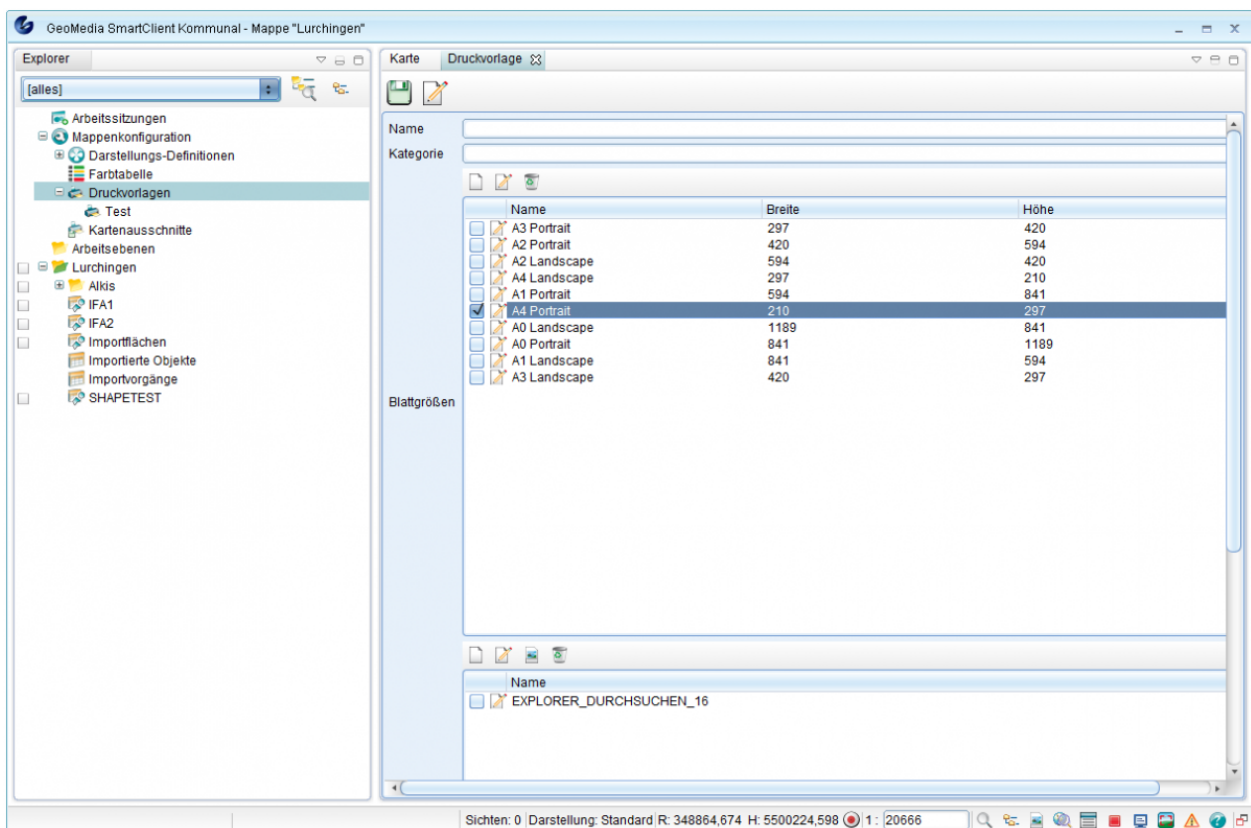 GeoMedia SmartClient Kommunal - Mappe "Lurchingen"
Explorer
[alles]
Arbeitssitzungen
Mappenkonfiguration
Darstellungs-Definitionen
Farbtabelle
Druckvorlagen
Test
Kartenausschnitte
Arbeitsebenen
Lurchingen
Alkis
IFA1
IFA2
Importflächen
Importierte Objekte
Importvorgänge
SHAPETEST
Karte Druckvorlage
Name
Kategorie
Name Breite Höhe
A3 Portrait 297 420
A2 Portrait 420 594
A2 Landscape 594 420
A4 Landscape 297 210
A1 Portrait 594 841
A4 Portrait 210 297
A0 Landscape 1189 841
A0 Portrait 841 1189
A1 Landscape 841 594
A3 Landscape 420 297
Blattgrößen
Name
EXPLORER_DURCHSUCHEN_16
Sichten: 0 Darstellung: Standard R: 348864,674 H: 5500224,598 1 : 20666